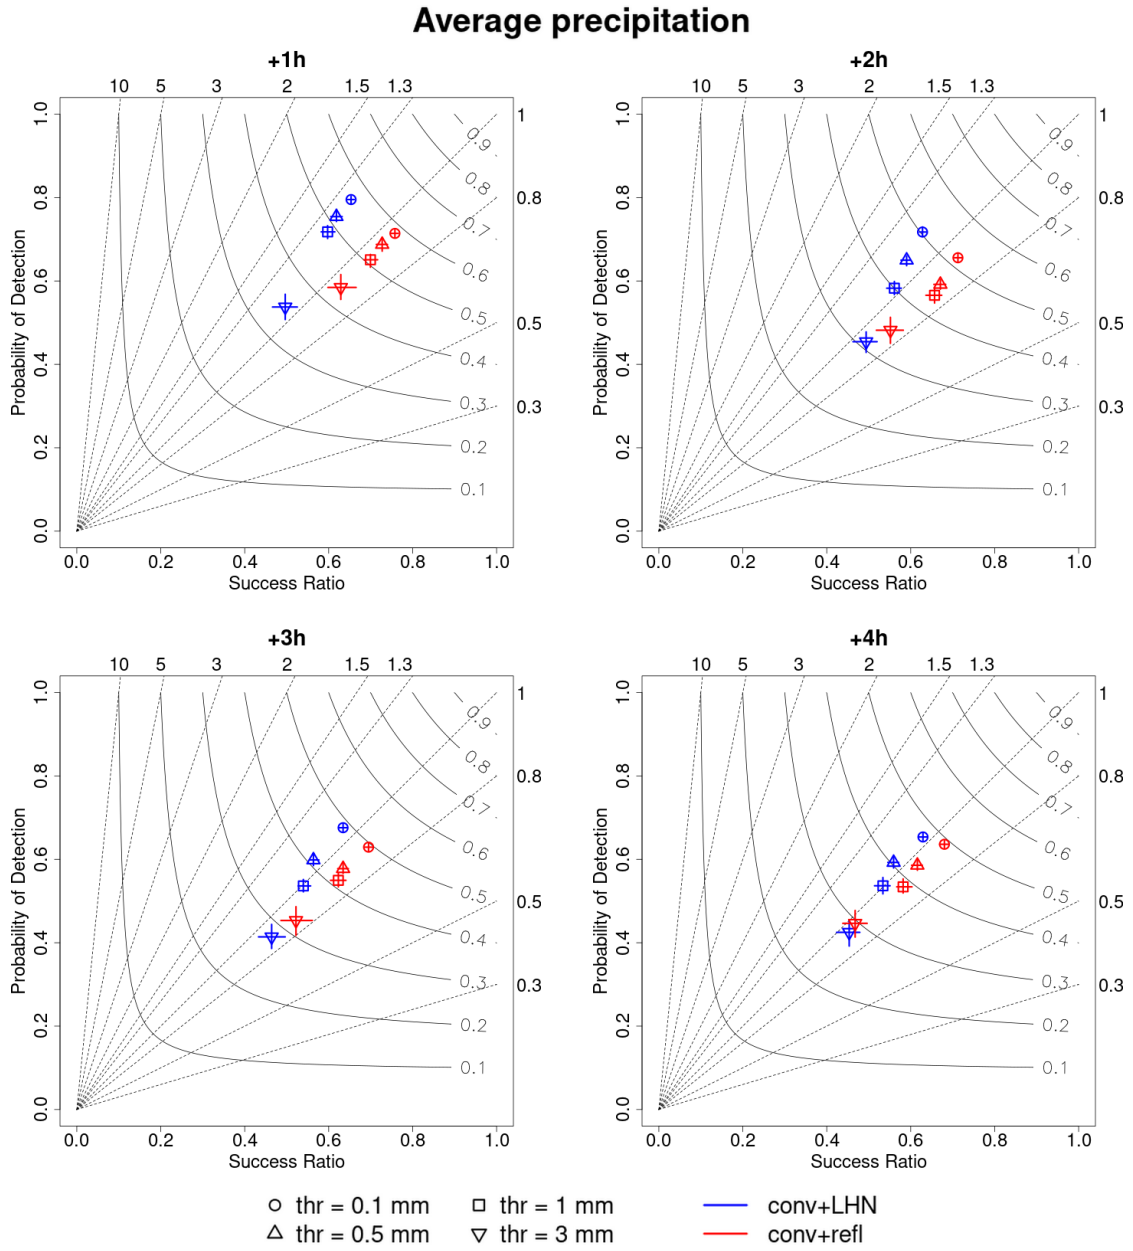 Average precipitation
+1h
10 5 3 2 1.5 1.3
1
0.8
0.5
0.3
0.9
0.8
0.7
0.6
0.5
0.4
0.3
0.2
0.1
Probability of Detection
0.0 0.2 0.4 0.6 0.8 1.0
0.0 0.2 0.4 0.6 0.8 1.0
Success Ratio
+2h
10 5 3 2 1.5 1.3
1
0.8
0.5
0.3
0.9
0.8
0.7
0.6
0.5
0.4
0.3
0.2
0.1
Probability of Detection
0.0 0.2 0.4 0.6 0.8 1.0
0.0 0.2 0.4 0.6 0.8 1.0
Success Ratio
+3h
10 5 3 2 1.5 1.3
1
0.8
0.5
0.3
0.9
0.8
0.7
0.6
0.5
0.4
0.3
0.2
0.1
Probability of Detection
0.0 0.2 0.4 0.6 0.8 1.0
0.0 0.2 0.4 0.6 0.8 1.0
Success Ratio
+4h
10 5 3 2 1.5 1.3
1
0.8
0.5
0.3
0.9
0.8
0.7
0.6
0.5
0.4
0.3
0.2
0.1
Probability of Detection
0.0 0.2 0.4 0.6 0.8 1.0
0.0 0.2 0.4 0.6 0.8 1.0
Success Ratio
thr = 0.1 mm thr = 1 mm conv+LHN
thr = 0.5 mm thr = 3 mm conv+refl